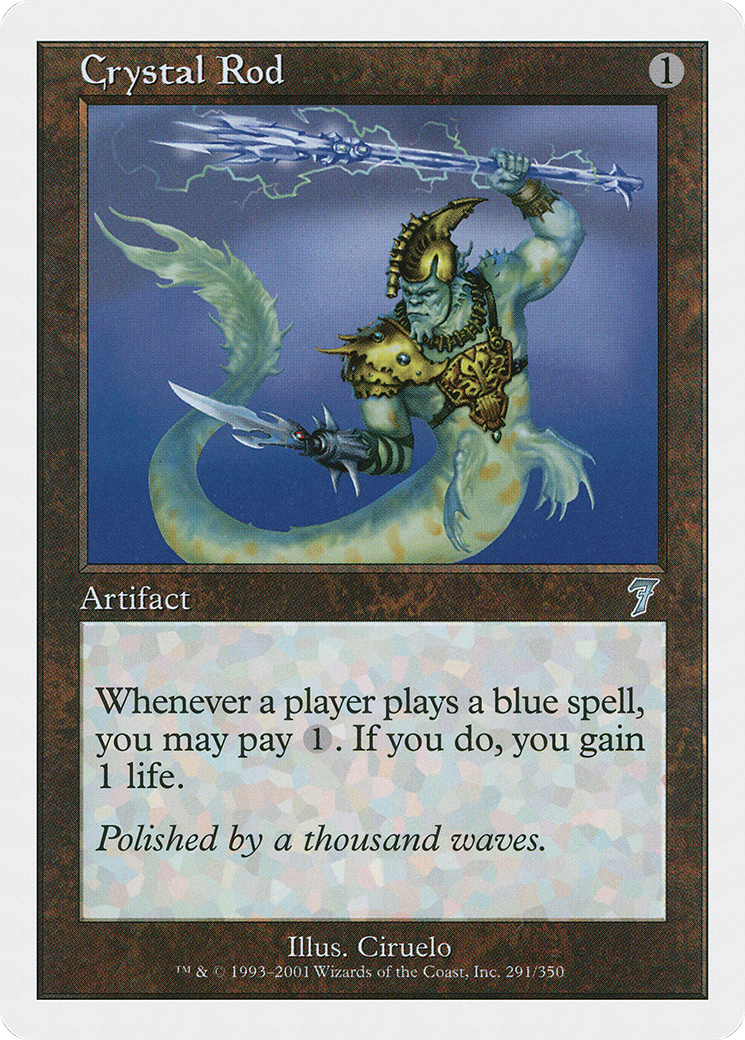 Crystal Rod 1
Artifact 7
Whenever a player plays a blue spell,
you may pay 1. If you do, you gain
1 life.
Polished by a thousand waves.
Illus. Ciruelo
™ & © 1993–2001 Wizards of the Coast, Inc. 291/350